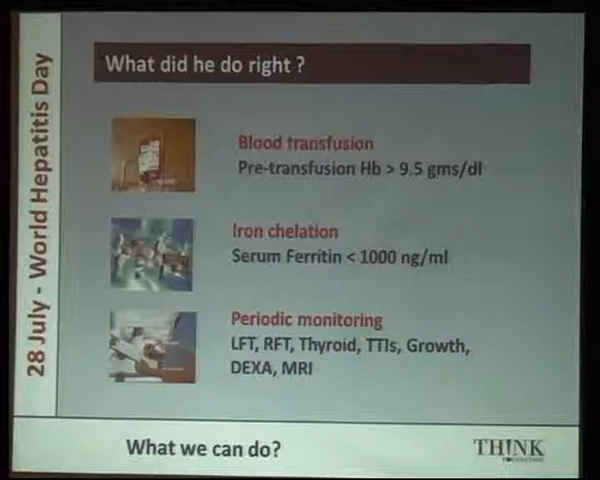 28 July - World Hepatitis Day
What did he do right ?
Blood transfusion
Pre-transfusion Hb > 9.5 gms/dl
Iron chelation
Serum Ferritin < 1000 ng/ml
Periodic monitoring
LFT, RFT, Thyroid, TTIs, Growth,
DEXA, MRI
What we can do?
TH!NK